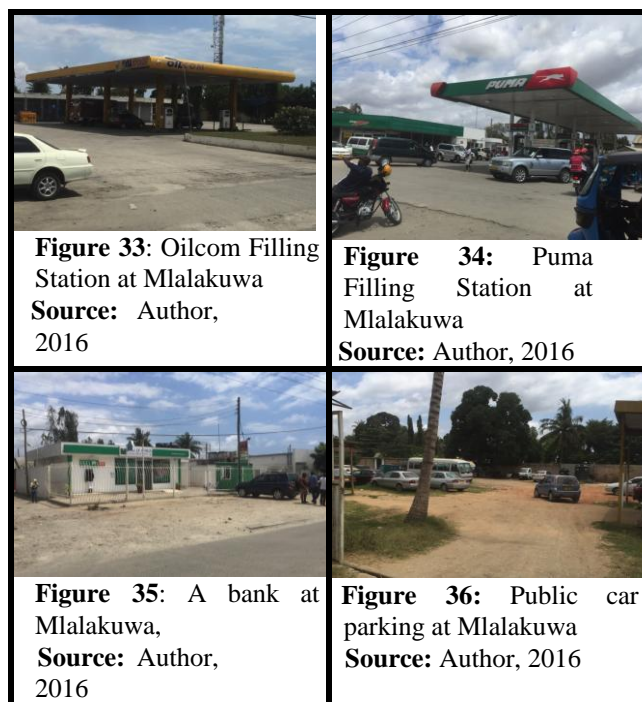 OILCOM
Figure 33: Oilcom Filling
Station at Mlalakuwa
Source: Author,
2016
PUMA
Figure 34: Puma
Filling Station at
Mlalakuwa
Source: Author, 2016
Figure 35: A bank at
Mlalakuwa,
Source: Author,
2016
Figure 36: Public car
parking at Mlalakuwa
Source: Author, 2016